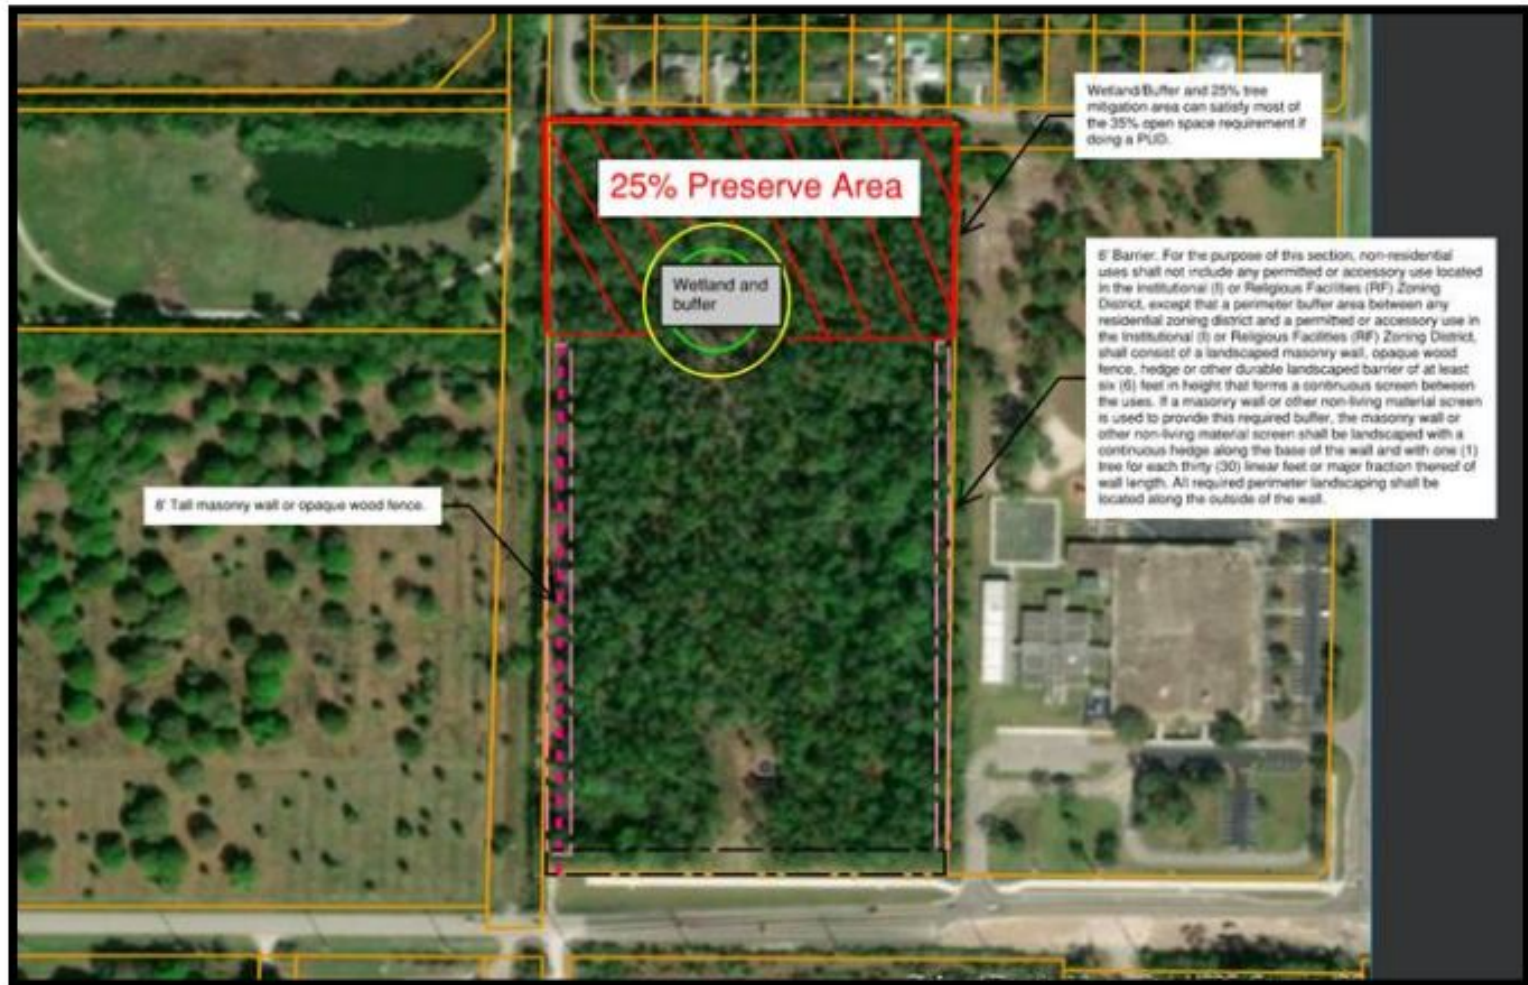 Wetland/Buffer and 25% tree
mitigation area can satisfy most of
the 35% open space requirement if
doing a PUD.
25% Preserve Area
Wetland and
buffer
6' Barrier. For the purpose of this section, non-residential
uses shall not include any permitted or accessory use located
in the Institutional (I) or Religious Facilities (RF) Zoning
District, except that a perimeter buffer area between any
residential zoning district and a permitted or accessory use in
the Institutional (I) or Religious Facilities (RF) Zoning District,
shall consist of a landscaped masonry wall, opaque wood
fence, hedge or other durable landscaped barrier of at least
six (6) feet in height that forms a continuous screen between
the uses. If a masonry wall or other non-living material screen
is used to provide this required buffer, the masonry wall or
other non-living material screen shall be landscaped with a
continuous hedge along the base of the wall and with one (1)
tree for each thirty (30) linear feet or major fraction thereof of
wall length. All required perimeter landscaping shall be
located along the outside of the wall.
8' Tall masonry wall or opaque wood fence.